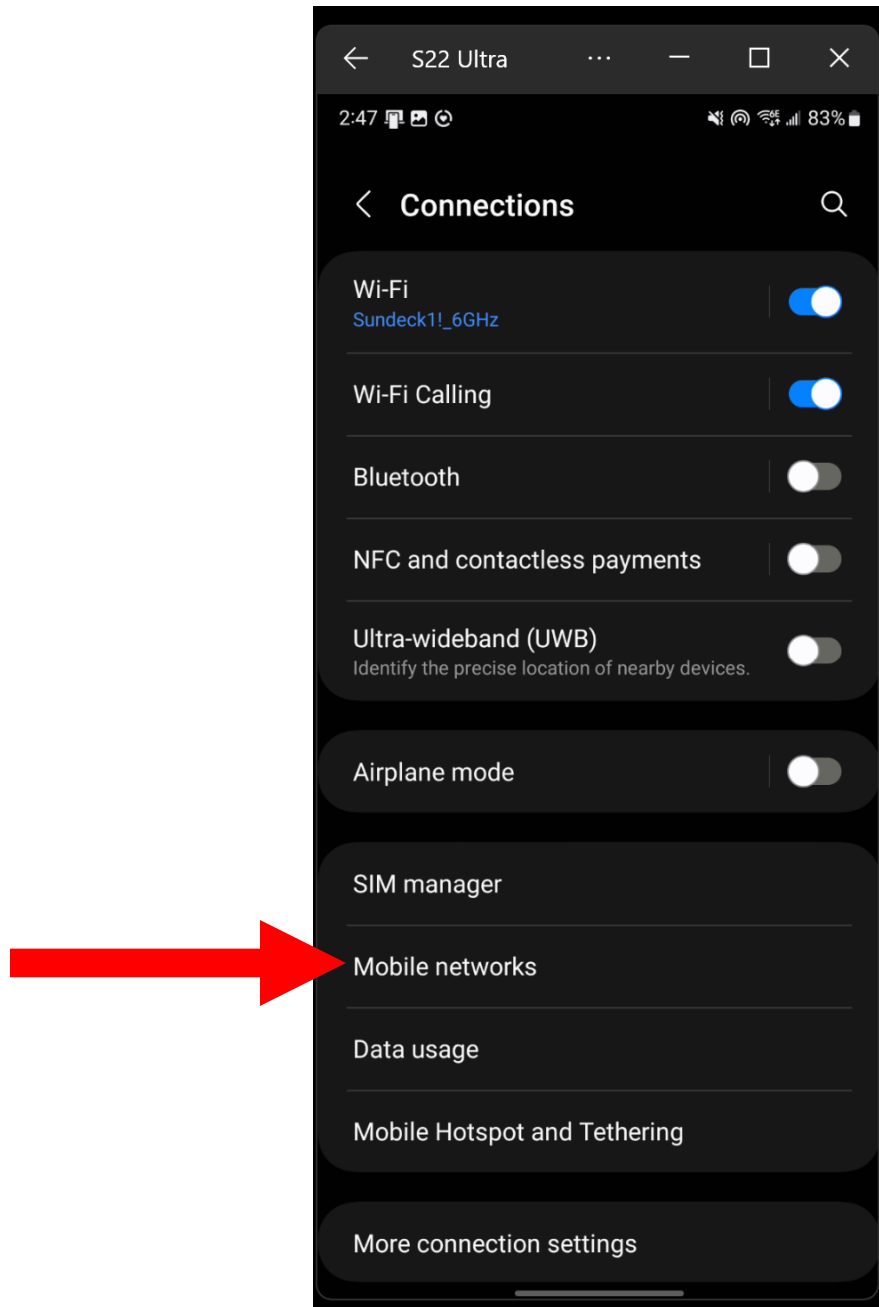 S22 Ultra
2:47 83%
Connections
Wi-Fi
Sundeck1!_6GHz
Wi-Fi Calling
Bluetooth
NFC and contactless payments
Ultra-wideband (UWB)
Identify the precise location of nearby devices.
Airplane mode
SIM manager
Mobile networks
Data usage
Mobile Hotspot and Tethering
More connection settings